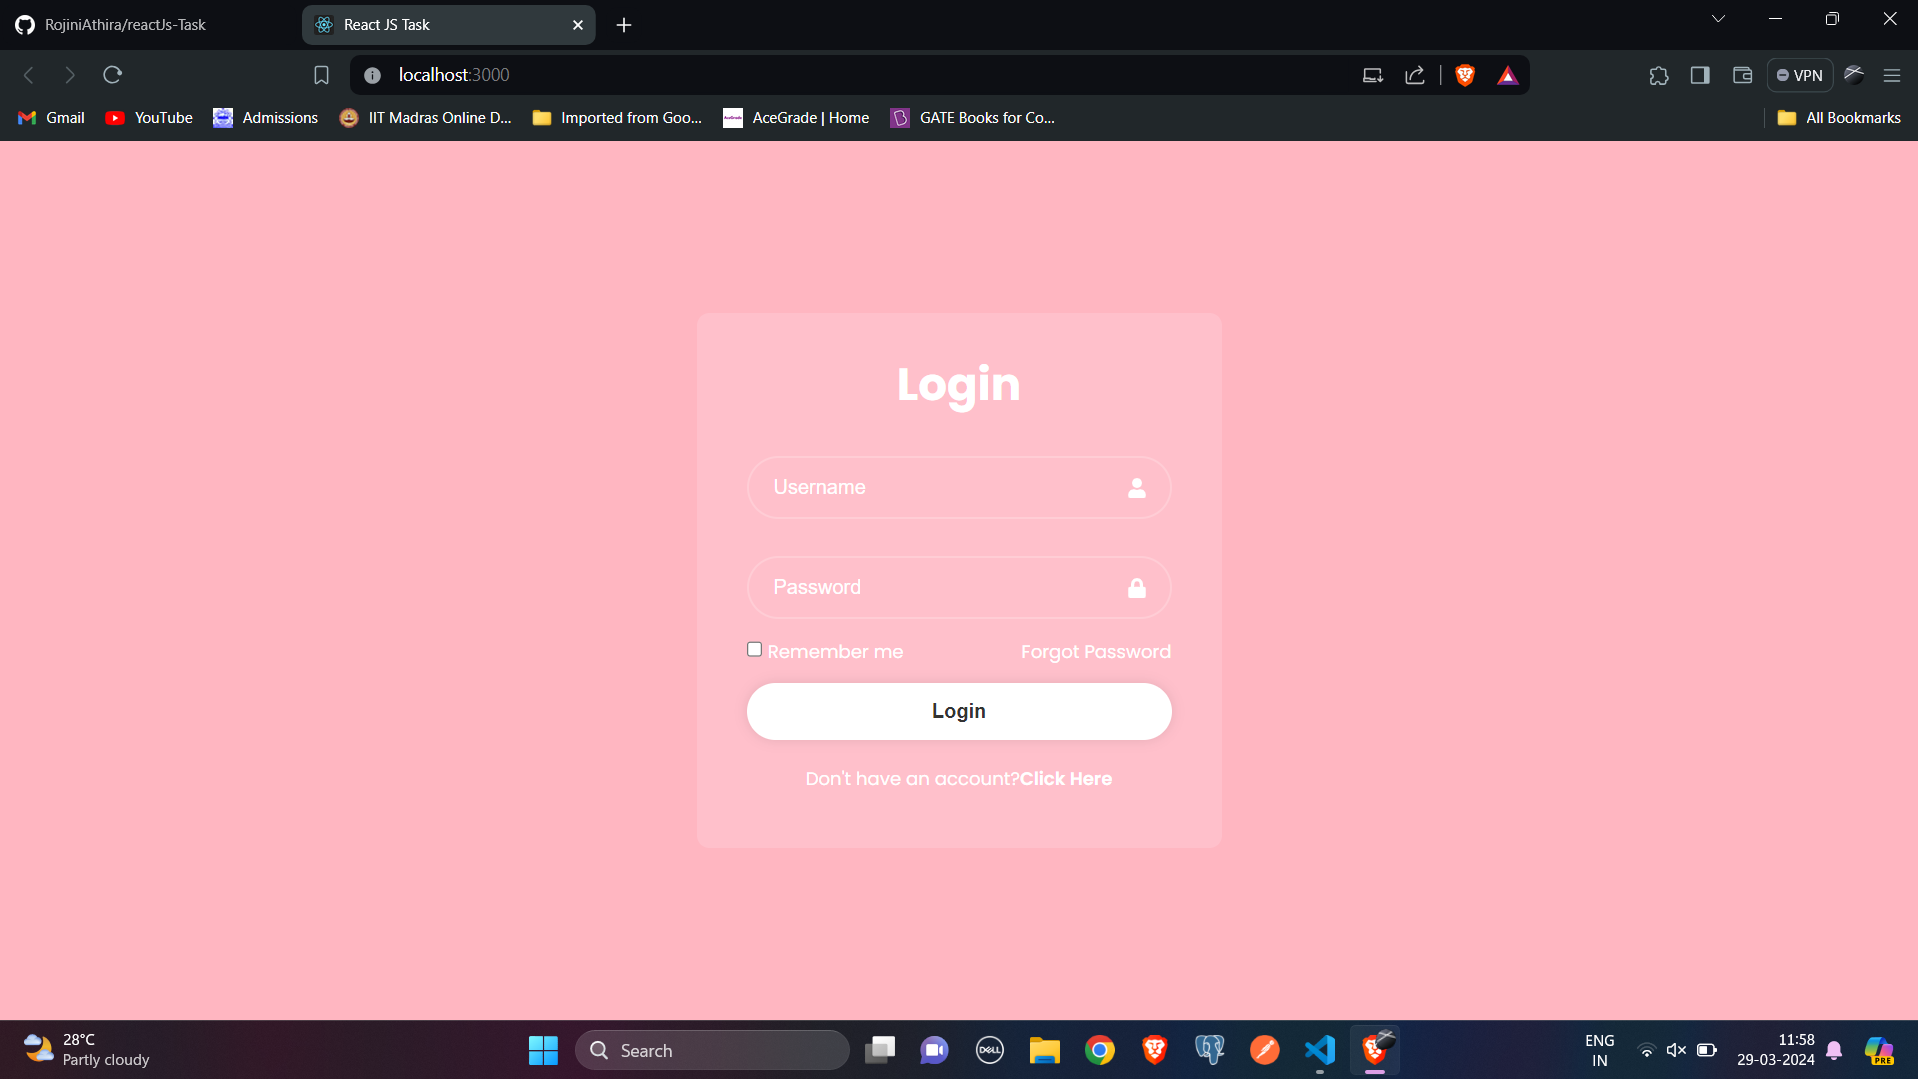 RojiniAthira/reactJs-Task
React JS Task
localhost:3000
VPN
Gmail
YouTube
Admissions
IIT Madras Online D...
Imported from Goo...
AceGrade | Home
GATE Books for Co...
All Bookmarks
Login
Username
Password
Remember me
Forgot Password
Login
Don't have an account?Click Here
28°C
Partly cloudy
Search
DELL
ENG
IN
11:58
29-03-2024
PRE